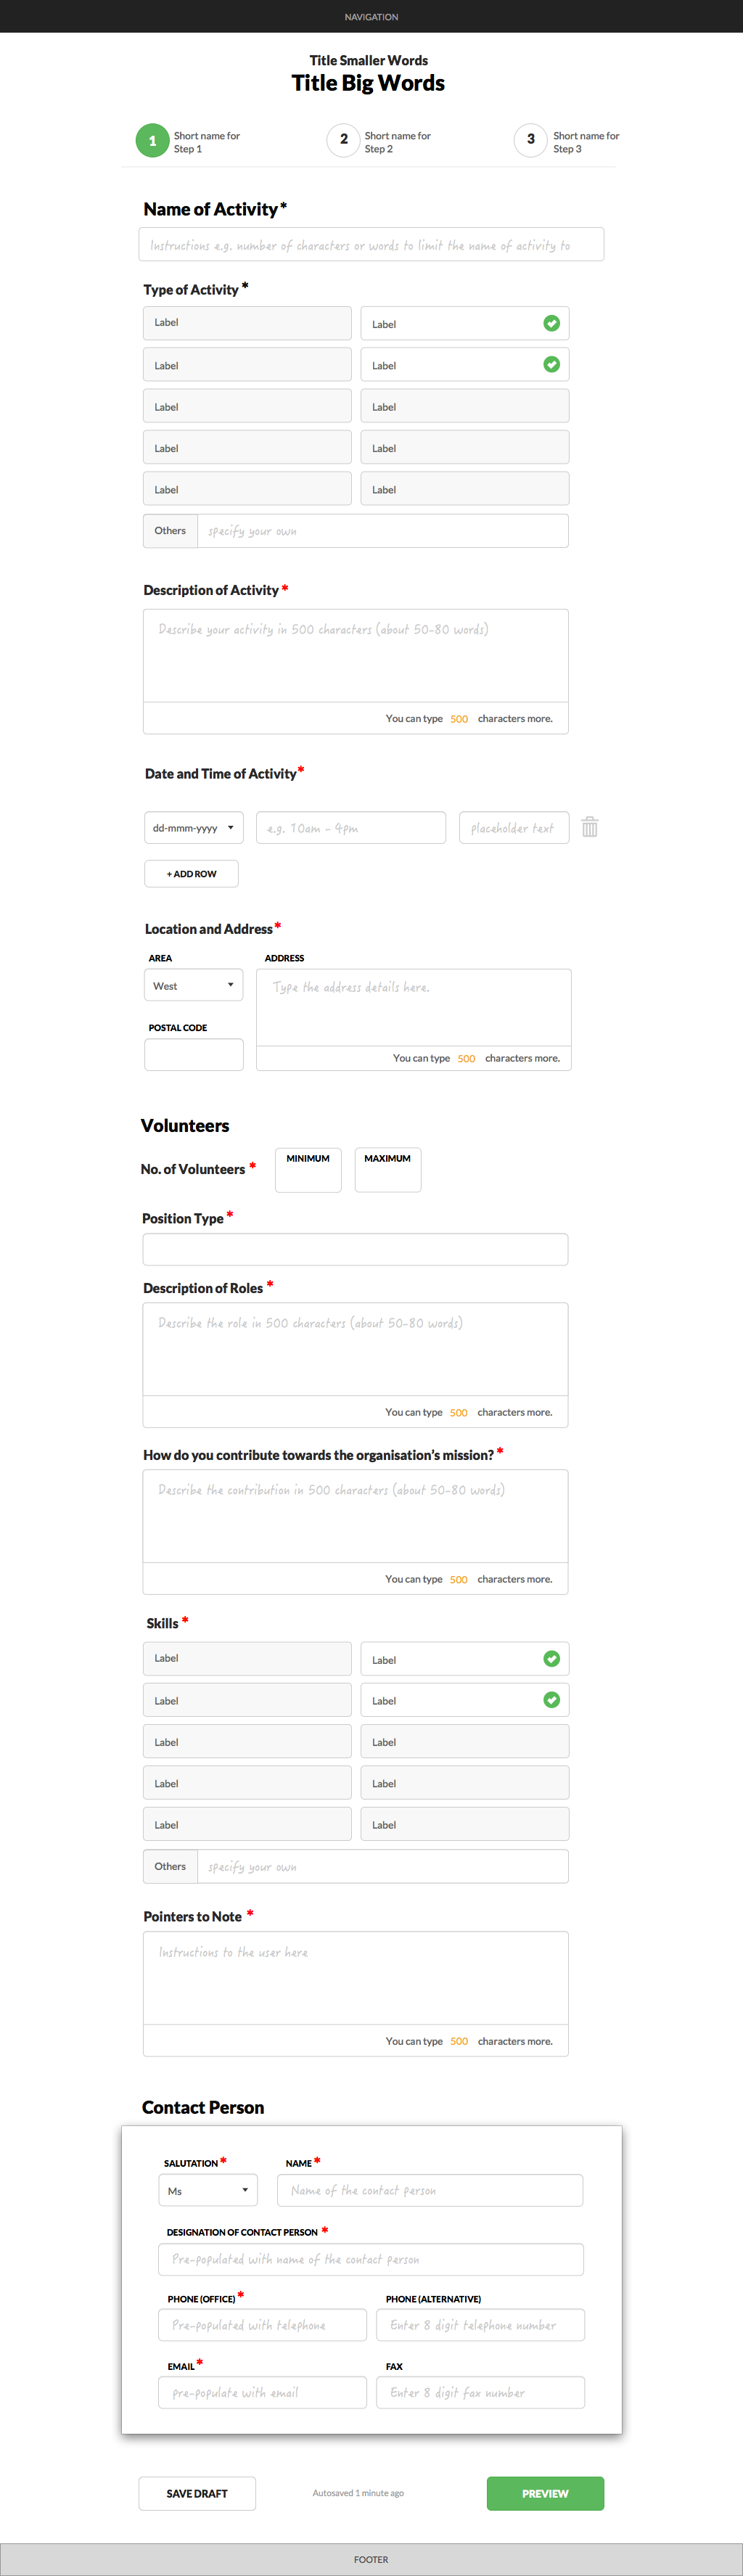 NAVIGATION
Title Smaller Words
Title Big Words
1 Short name for
Step 1
2 Short name for
Step 2
3 Short name for
Step 3
Name of Activity*
Instructions e.g. number of characters or words to limit the name of activity to
Type of Activity *
Label Label
Label Label
Label Label
Label Label
Label Label
Others specify your own
Description of Activity *
Describe your activity in 500 characters (about 50-80 words)
You can type 500 characters more.
Date and Time of Activity*
dd-mmm-yyyy e.g. 10am - 4pm placeholder text
+ ADD ROW
Location and Address*
AREA ADDRESS
West Type the address details here.
POSTAL CODE
You can type 500 characters more.
Volunteers
No. of Volunteers * MINIMUM MAXIMUM
Position Type *
Description of Roles *
Describe the role in 500 characters (about 50-80 words)
You can type 500 characters more.
How do you contribute towards the organisation's mission? *
Describe the contribution in 500 characters (about 50-80 words)
You can type 500 characters more.
Skills *
Label Label
Label Label
Label Label
Label Label
Label Label
Others specify your own
Pointers to Note *
Instructions to the user here
You can type 500 characters more.
Contact Person
SALUTATION * NAME *
Ms Name of the contact person
DESIGNATION OF CONTACT PERSON *
Pre-populated with name of the contact person
PHONE (OFFICE) * PHONE (ALTERNATIVE)
Pre-populated with telephone Enter 8 digit telephone number
EMAIL * FAX
pre-populate with email Enter 8 digit fax number
SAVE DRAFT Autosaved 1 minute ago PREVIEW
FOOTER